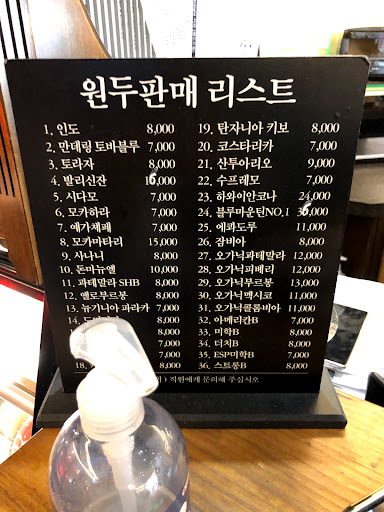 원두판매 리스트
1. 인도 8,000
2. 만데링 토바블루 7,000
3. 토라자 8,000
4. 발리신잔 16,000
5. 시다모 7,000
6. 모카하라 7,000
7. 예가체페 7,000
8. 모카마타리 15,000
9. 사나니 8,000
10. 돈마뉴엘 10,000
11. 과테말라 SHB 8,000
12. 옐로부르봉 8,000
13. 뉴기니아 파라카 7,000
14. 7,000
7,000
7,000
7,000
18.
19. 탄자니아 키보 8,000
20. 코스타리카 7,000
21. 산투아리오 9,000
22. 수프레모 7,000
23. 하와이안코나 24,000
24. 블루마운틴NO.1 36,000
25. 에콰도루 11,000
26. 잠비아 8,000
27. 오가닉과테말라 12,000
28. 오가닉피베리 12,000
29. 오가닉부르봉 13,000
30. 오가닉멕시코 11,000
31. 오가닉콜롬비아 11,000
32. 아메리칸B 7,000
33. 미학B 8,000
34. 더치B 8,000
35. ESP미학B 7,000
36. 스트롱B 8,000
) 직원에게 문의해 주십시오